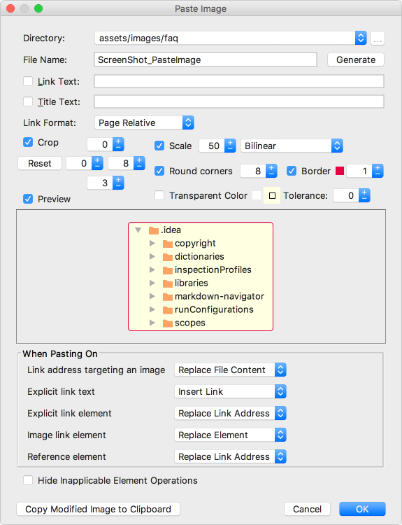 Paste Image
Directory: assets/images/faq ...
File Name: ScreenShot_PasteImage Generate
Link Text:
Title Text:
Link Format: Page Relative
Crop 0 Scale 50 Bilinear
Reset 0 8 Round corners 8 Border 1
3
Preview Transparent Color Tolerance: 0
.idea
copyright
dictionaries
inspectionProfiles
libraries
markdown-navigator
runConfigurations
scopes
When Pasting On
Link address targeting an image Replace File Content
Explicit link text Insert Link
Explicit link element Replace Link Address
Image link element Replace Element
Reference element Replace Link Address
Hide Inapplicable Element Operations
Copy Modified Image to Clipboard Cancel OK